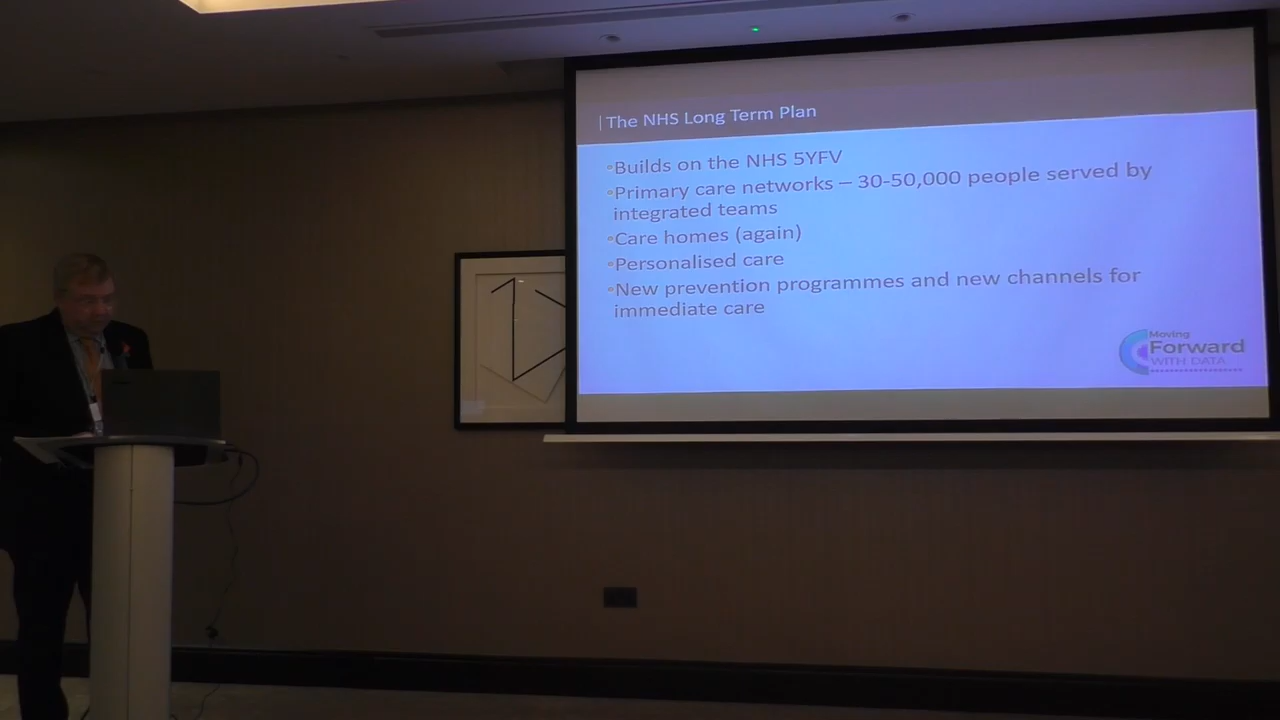 The NHS Long Term Plan
•Builds on the NHS 5YFV
•Primary care networks – 30-50,000 people served by
integrated teams
•Care homes (again)
•Personalised care
•New prevention programmes and new channels for
immediate care
Moving
Forward
WITH DATA